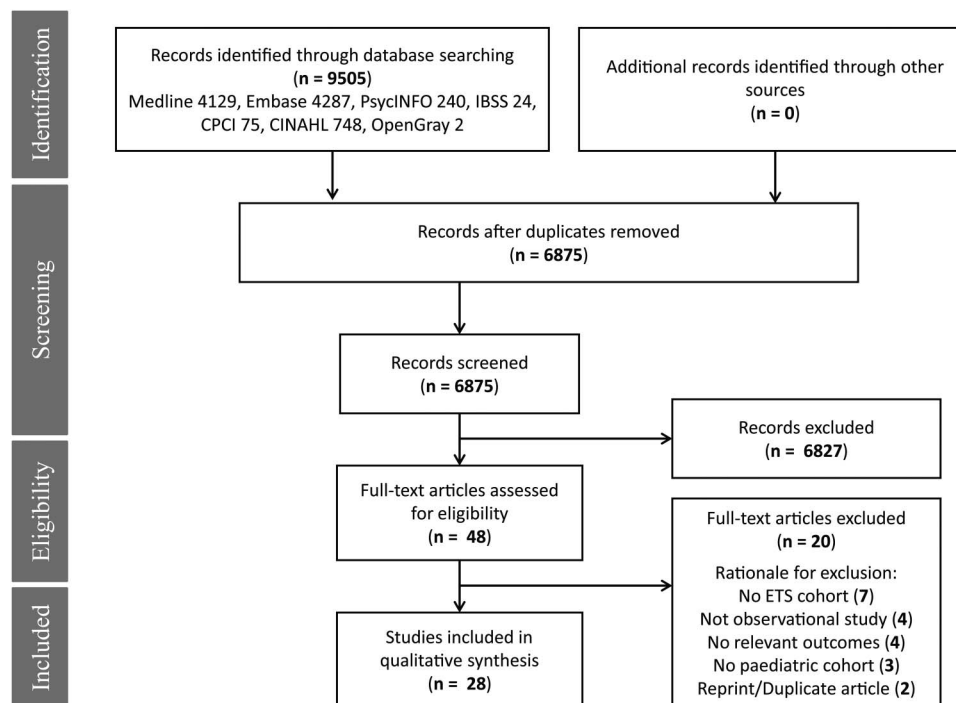 Identification
Records identified through database searching
(n = 9505)
Medline 4129, Embase 4287, PsycINFO 240, IBSS 24,
CPCI 75, CINAHL 748, OpenGray 2
Additional records identified through other
sources
(n = 0)
Screening
Records after duplicates removed
(n = 6875)
Records screened
(n = 6875)
Records excluded
(n = 6827)
Eligibility
Full-text articles assessed
for eligibility
(n = 48)
Full-text articles excluded
(n = 20)
Rationale for exclusion:
No ETS cohort (7)
Not observational study (4)
No relevant outcomes (4)
No paediatric cohort (3)
Reprint/Duplicate article (2)
Included
Studies included in
qualitative synthesis
(n = 28)